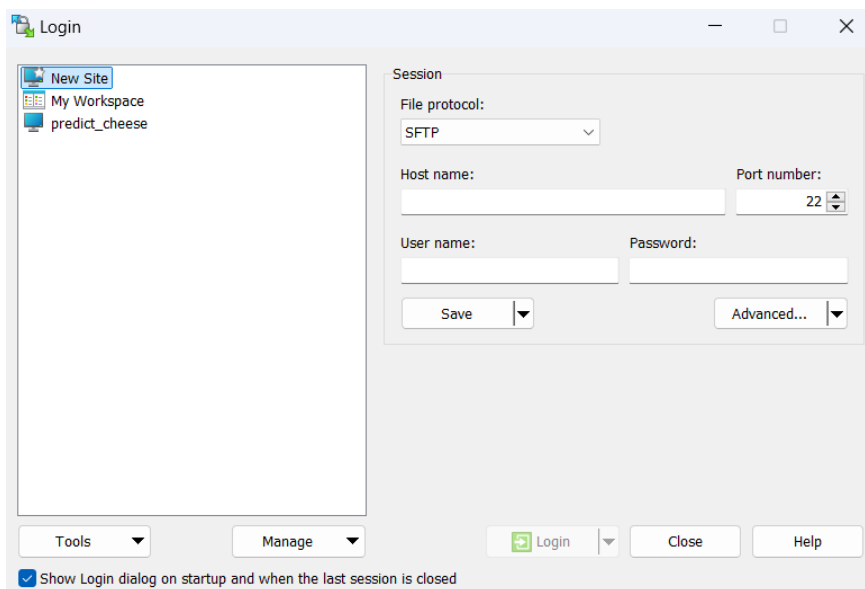 Login
New Site
My Workspace
predict_cheese
Session
File protocol:
SFTP
Host name:
Port number:
22
User name:
Password:
Save
Advanced...
Tools
Manage
Login
Close
Help
Show Login dialog on startup and when the last session is closed